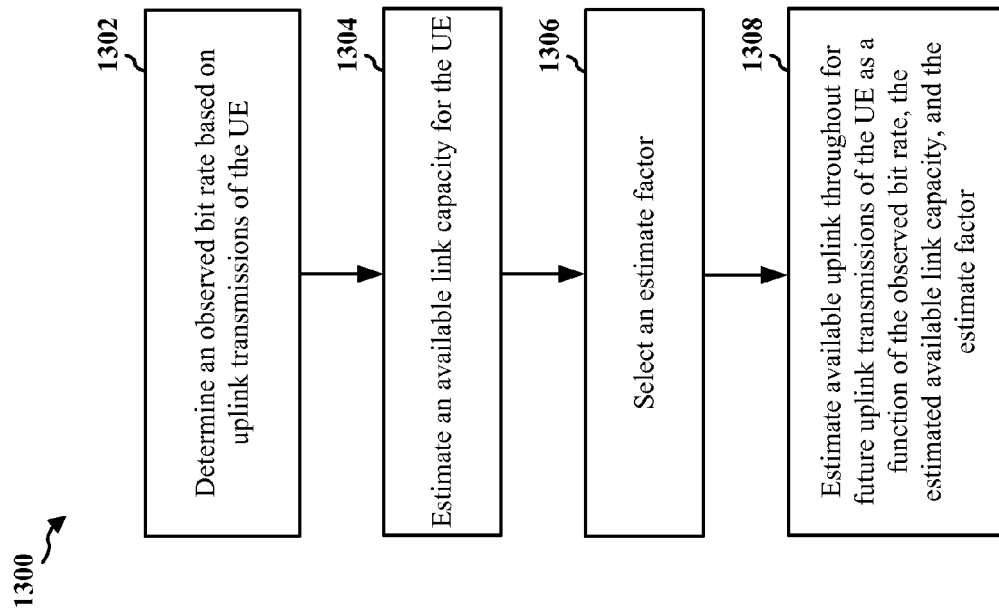 1300
1302
Determine an observed bit rate based on
uplink transmissions of the UE
1304
Estimate an available link capacity for the UE
1306
Select an estimate factor
1308
Estimate available uplink throughout for
future uplink transmissions of the UE as a
function of the observed bit rate, the
estimated available link capacity, and the
estimate factor